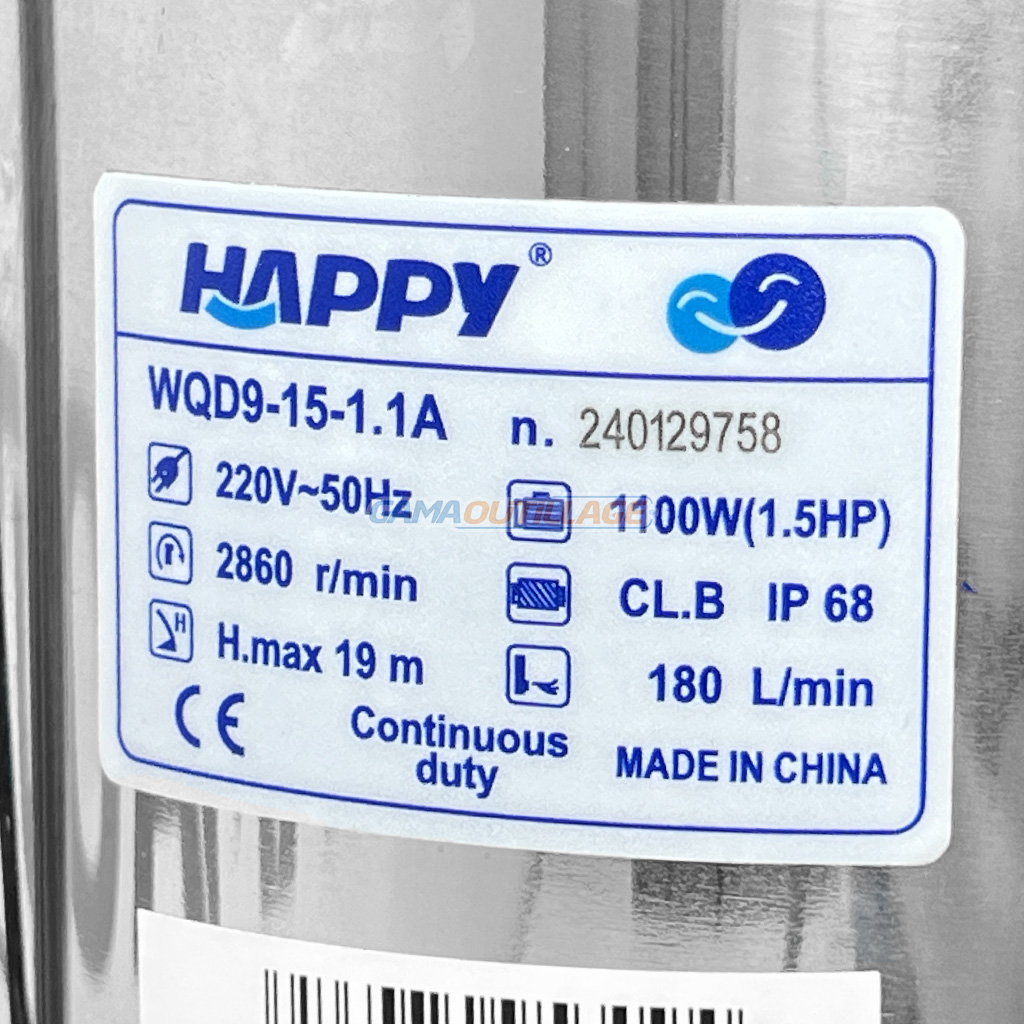 HAPPY®
WQD9-15-1.1A n. 240129758
220V~50Hz 1100W(1.5HP)
GAMAOUTILLAGE
2860 r/min CL.B IP 68
H
H.max 19 m 180 L/min
CE Continuous duty MADE IN CHINA